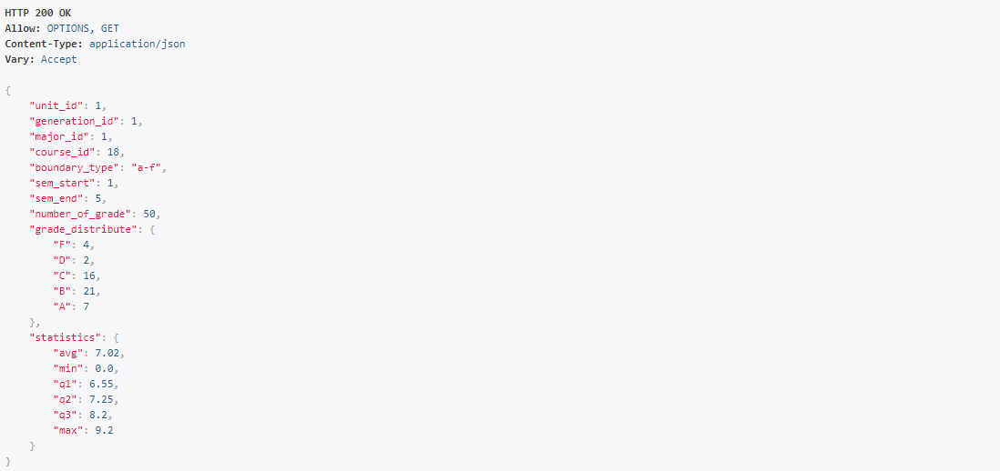 HTTP 200 OK
Allow: OPTIONS, GET
Content-Type: application/json
Vary: Accept
{
    "unit_id": 1,
    "generation_id": 1,
    "major_id": 1,
    "course_id": 18,
    "boundary_type": "a-f",
    "sem_start": 1,
    "sem_end": 5,
    "number_of_grade": 50,
    "grade_distribute": {
        "F": 4,
        "D": 2,
        "C": 16,
        "B": 21,
        "A": 7
    },
    "statistics": {
        "avg": 7.02,
        "min": 0.0,
        "q1": 6.55,
        "q2": 7.25,
        "q3": 8.2,
        "max": 9.2
    }
}